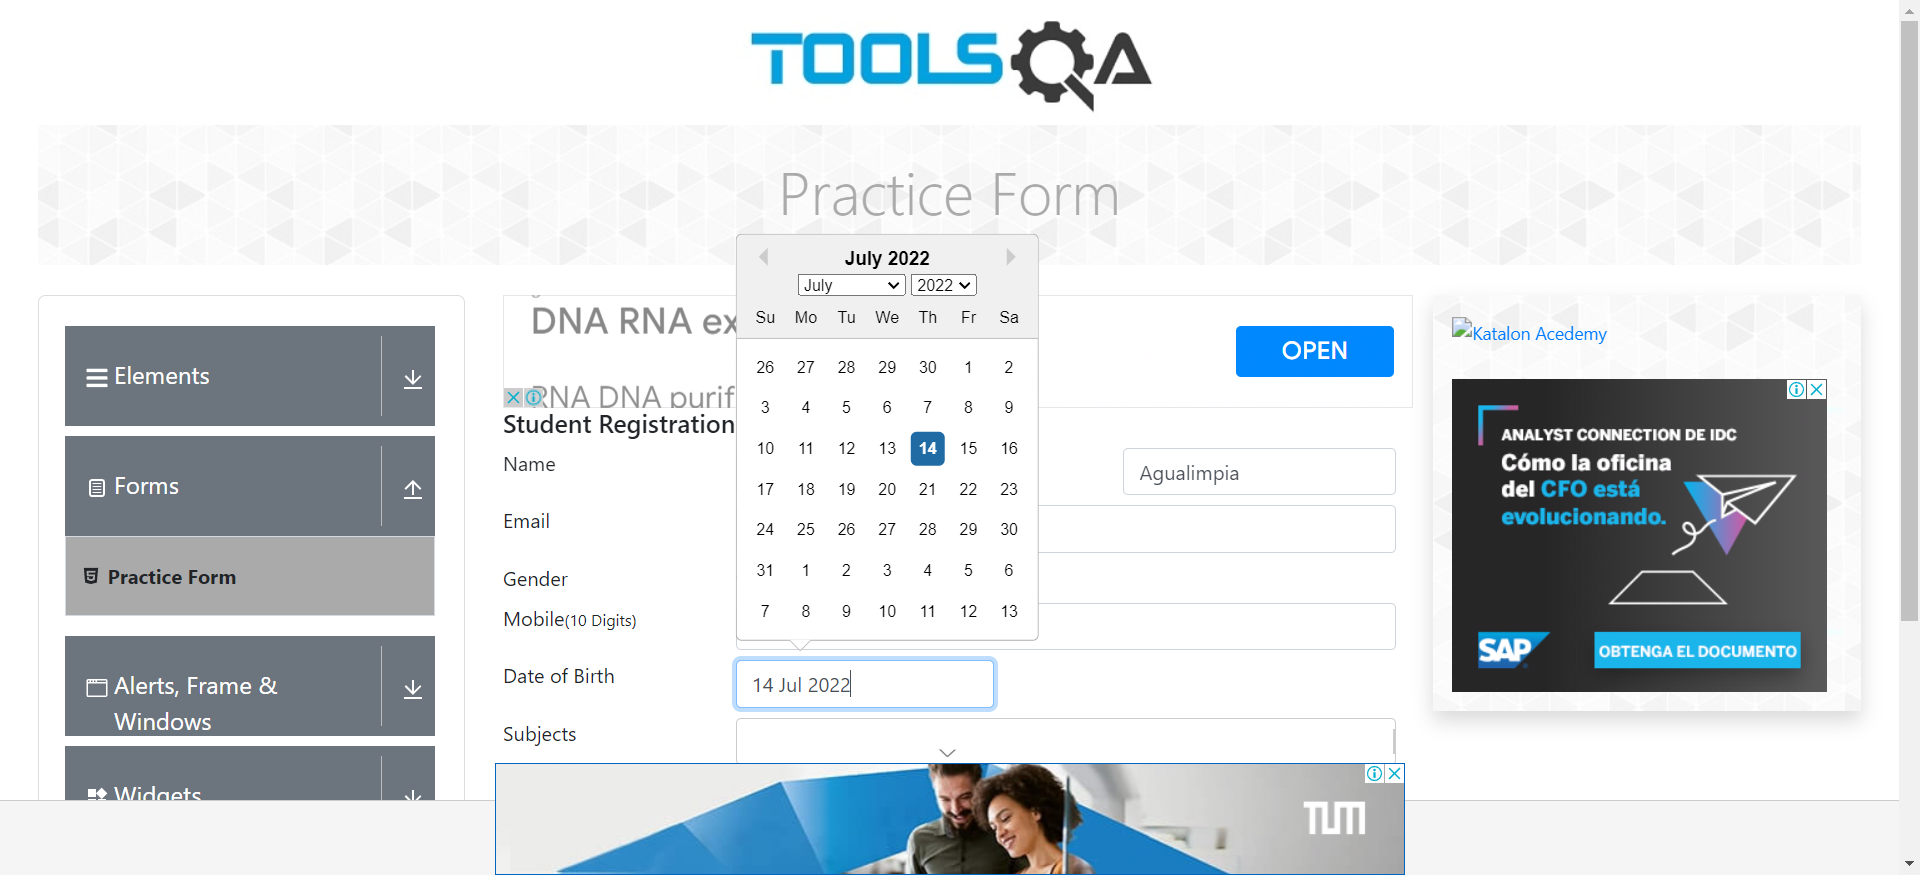 TOOLSQA
Practice Form
Elements
Forms
Practice Form
Alerts, Frame &
Windows
Widgets
DNA RNA ex
RNA DNA purif
OPEN
Student Registration
Name
Agualimpia
Email
Gender
Mobile(10 Digits)
Date of Birth
14 Jul 2022
Subjects
July 2022
July 2022
Su Mo Tu We Th Fr Sa
26 27 28 29 30 1 2
3 4 5 6 7 8 9
10 11 12 13 14 15 16
17 18 19 20 21 22 23
24 25 26 27 28 29 30
31 1 2 3 4 5 6
7 8 9 10 11 12 13
Katalon Acedemy
ANALYST CONNECTION DE IDC
Cómo la oficina
del CFO está
evolucionando.
SAP
OBTENGA EL DOCUMENTO
TUM